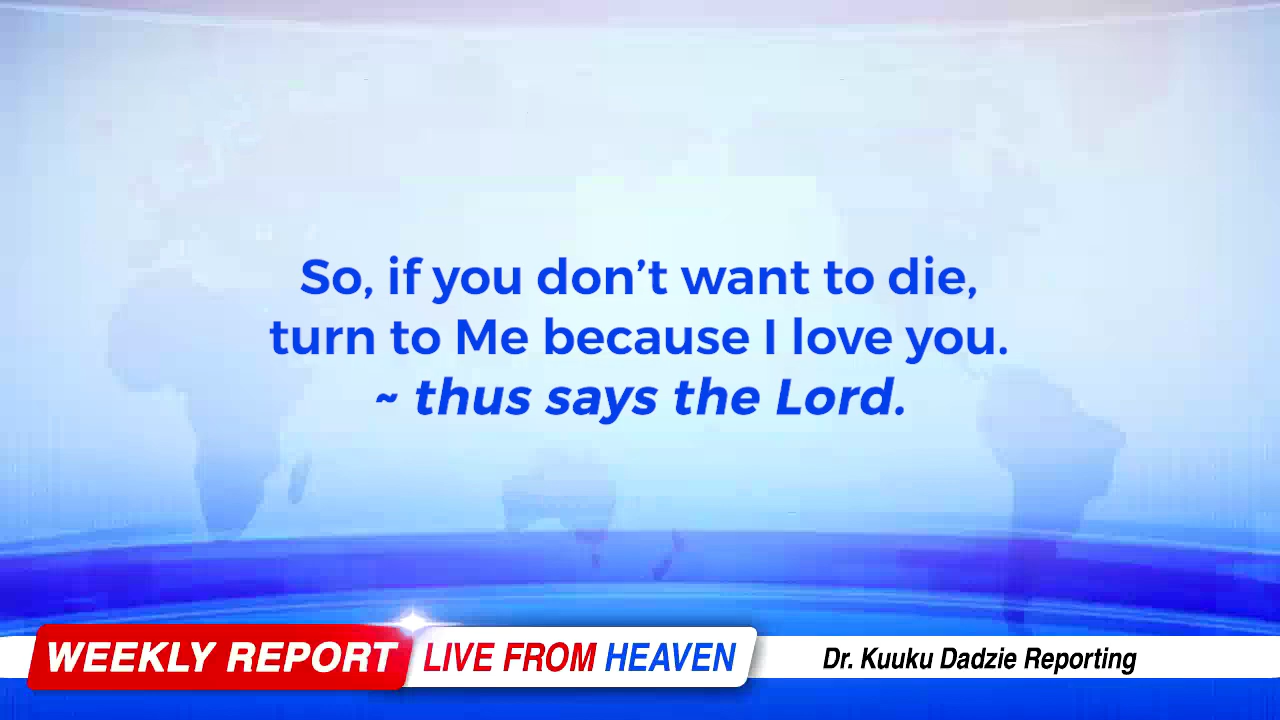 So, if you don’t want to die,
turn to Me because I love you.
~ thus says the Lord.
WEEKLY REPORT LIVE FROM HEAVEN Dr. Kuuku Dadzie Reporting